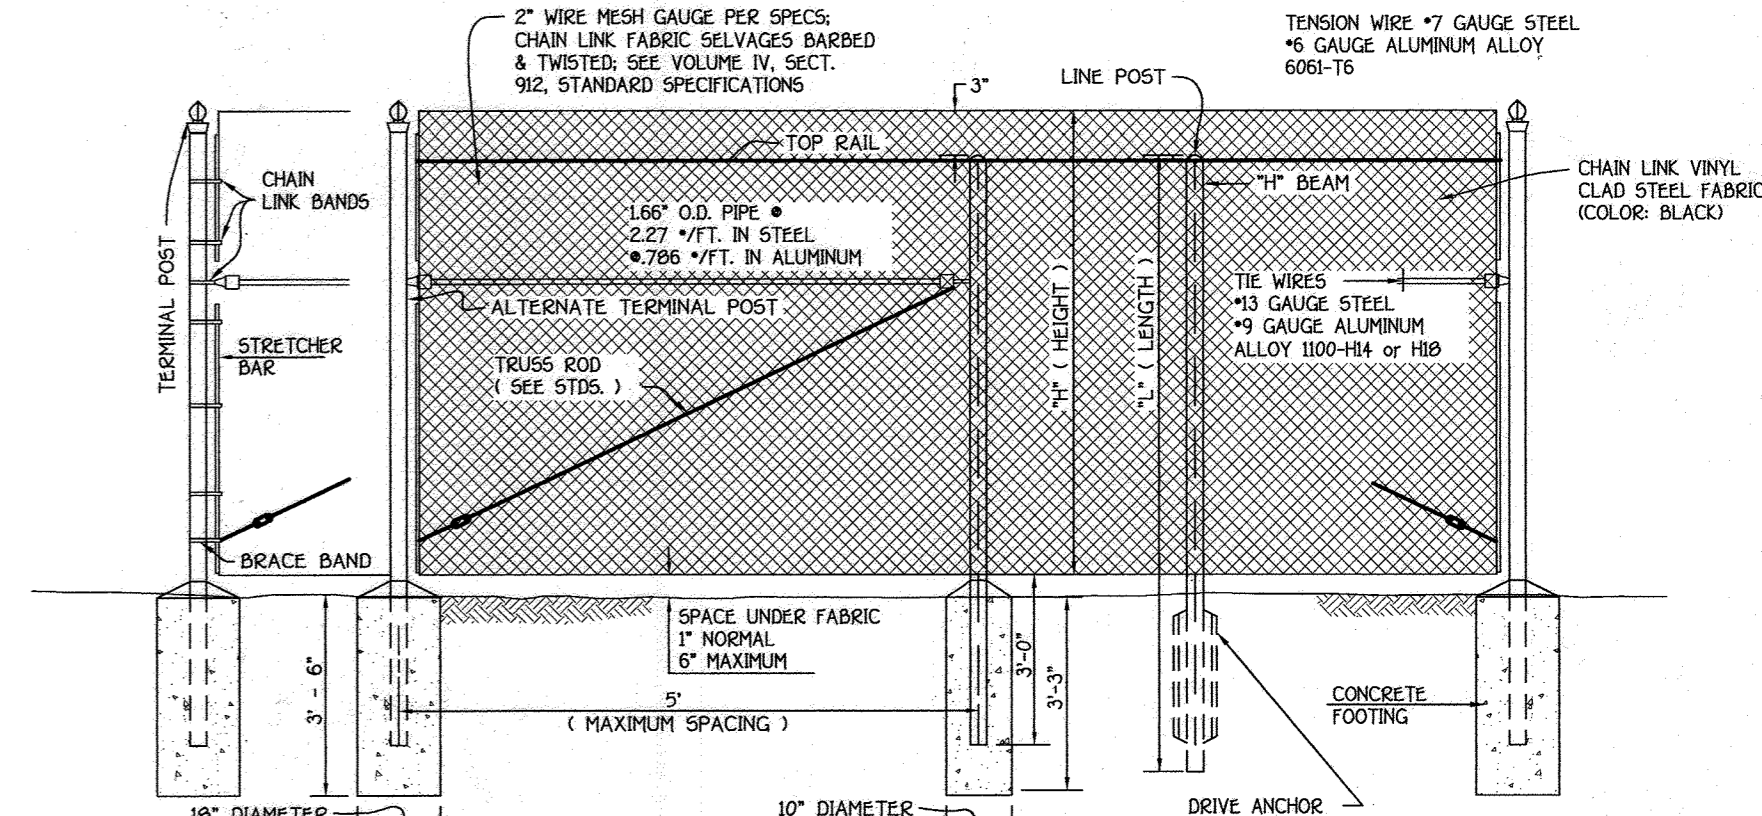 2" WIRE MESH GAUGE PER SPECS;
CHAIN LINK FABRIC SELVAGES BARBED
& TWISTED; SEE VOLUME IV, SECT.
912, STANDARD SPECIFICATIONS
TENSION WIRE #7 GAUGE STEEL
#6 GAUGE ALUMINUM ALLOY
6061-T6
LINE POST
3"
TOP RAIL
CHAIN
LINK BANDS
"H" BEAM
CHAIN LINK VINYL
CLAD STEEL FABRIC
(COLOR: BLACK)
1.66" O.D. PIPE @
2.27 #/FT. IN STEEL
@.786 #/FT. IN ALUMINUM
TERMINAL POST
ALTERNATE TERMINAL POST
"H" ( HEIGHT )
"L" ( LENGTH )
TIE WIRES
#13 GAUGE STEEL
#9 GAUGE ALUMINUM
ALLOY 1100-H14 or H18
STRETCHER
BAR
TRUSS ROD
( SEE STDS. )
BRACE BAND
SPACE UNDER FABRIC
1" NORMAL
6" MAXIMUM
3' - 6"
3'-0"
3'-3"
5'
( MAXIMUM SPACING )
CONCRETE
FOOTING
18" DIAMETER
10" DIAMETER
DRIVE ANCHOR